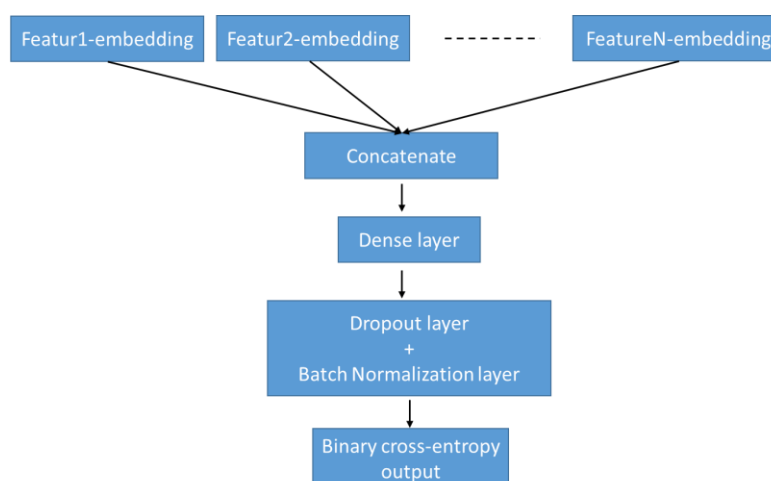 Featur1-embedding
Featur2-embedding
FeatureN-embedding
Concatenate
Dense layer
Dropout layer
+
Batch Normalization layer
Binary cross-entropy
output